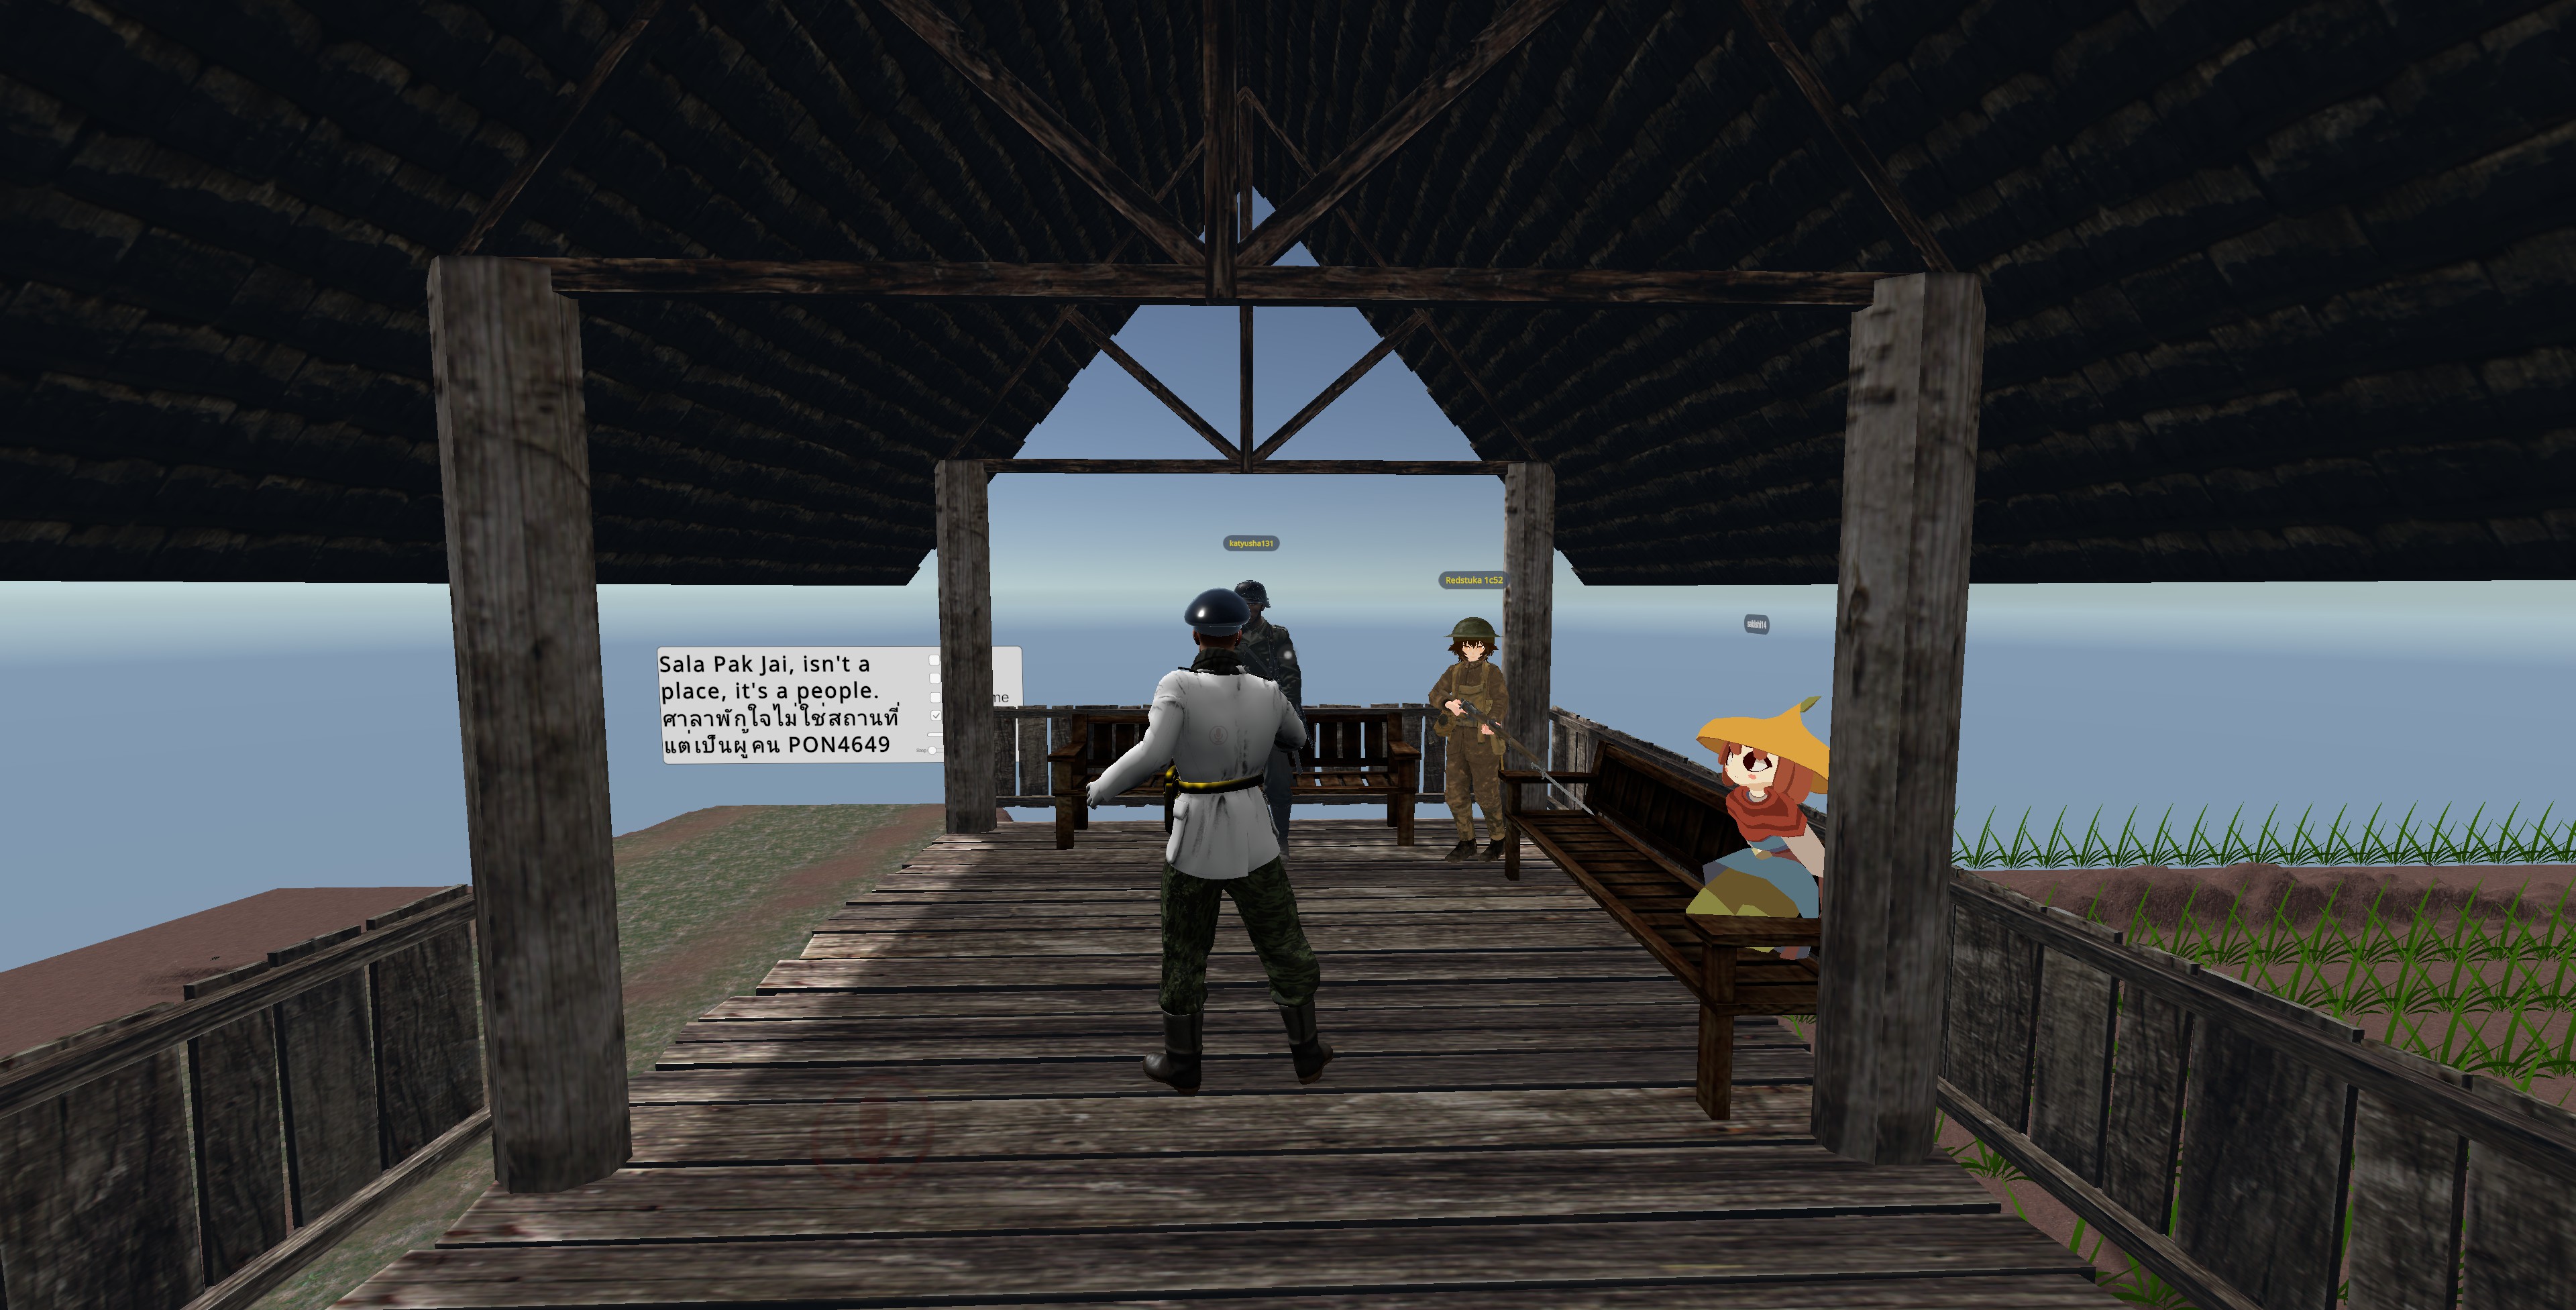 katyusha131
Redstuka 1c52
Sala Pak Jai, isn't a
place, it's a people.
ศาลาพักใจไม่ใช่สถานที่
แต่เป็นผู้คน PON4649